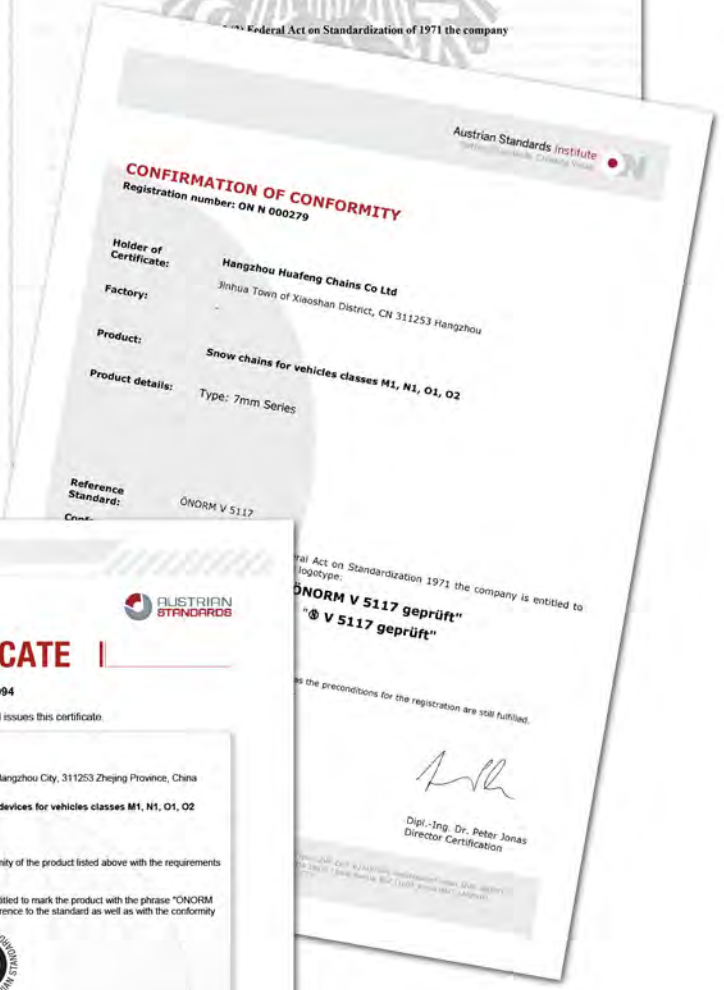 Federal Act on Standardization of 1971 the company
Austrian Standards Institute
CONFIRMATION OF CONFORMITY
Registration number: ON N 000279
Holder of
Certificate:
Hangzhou Huafeng Chains Co Ltd
Factory:
Jinhua Town of Xiaoshan District, CN 311253 Hangzhou
-
Product:
Snow chains for vehicles classes M1, N1, O1, O2
Product details:
Type: 7mm Series
Reference
Standard:
ÖNORM V 5117
Act on Standardization 1971 the company is entitled to
logotype:
ÖNORM V 5117 geprüft"
V 5117 geprüft"
as the preconditions for the registration are still fulfilled.
Dipl.-Ing. Dr. Peter Jonas
Director Certification
AUSTRIAN
STANDARDS
CATE
94
issues this certificate.
Hangzhou City, 311253 Zhejing Province, China
devices for vehicles classes M1, N1, O1, O2
of the product listed above with the requirements
to mark the product with the phrase "ÖNORM
to the standard as well as with the conformity